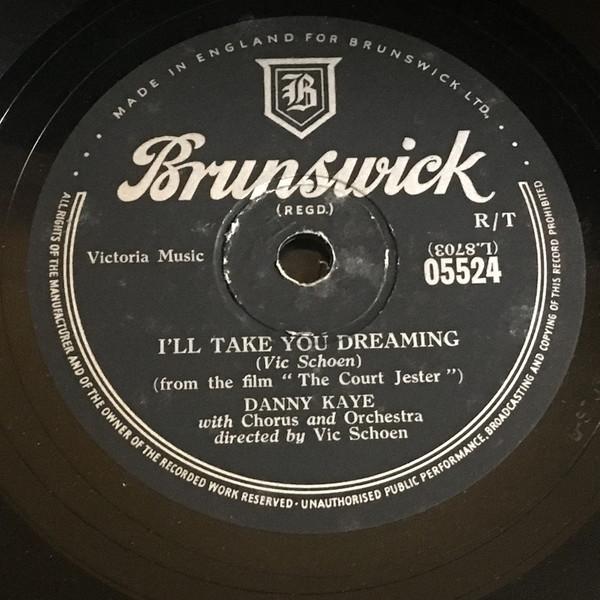 MADE IN ENGLAND FOR BRUNSWICK LTD.
B
Brunswick
(REGD.)
R/T
Victoria Music
(L.8703)
05524
I'LL TAKE YOU DREAMING
(Vic Schoen)
(from the film "The Court Jester")
DANNY KAYE
with Chorus and Orchestra
directed by Vic Schoen
ALL RIGHTS OF THE MANUFACTURER AND OF THE OWNER OF THE RECORDED WORK RESERVED · UNAUTHORISED PUBLIC PERFORMANCE, BROADCASTING AND COPYING OF THIS RECORD PROHIBITED